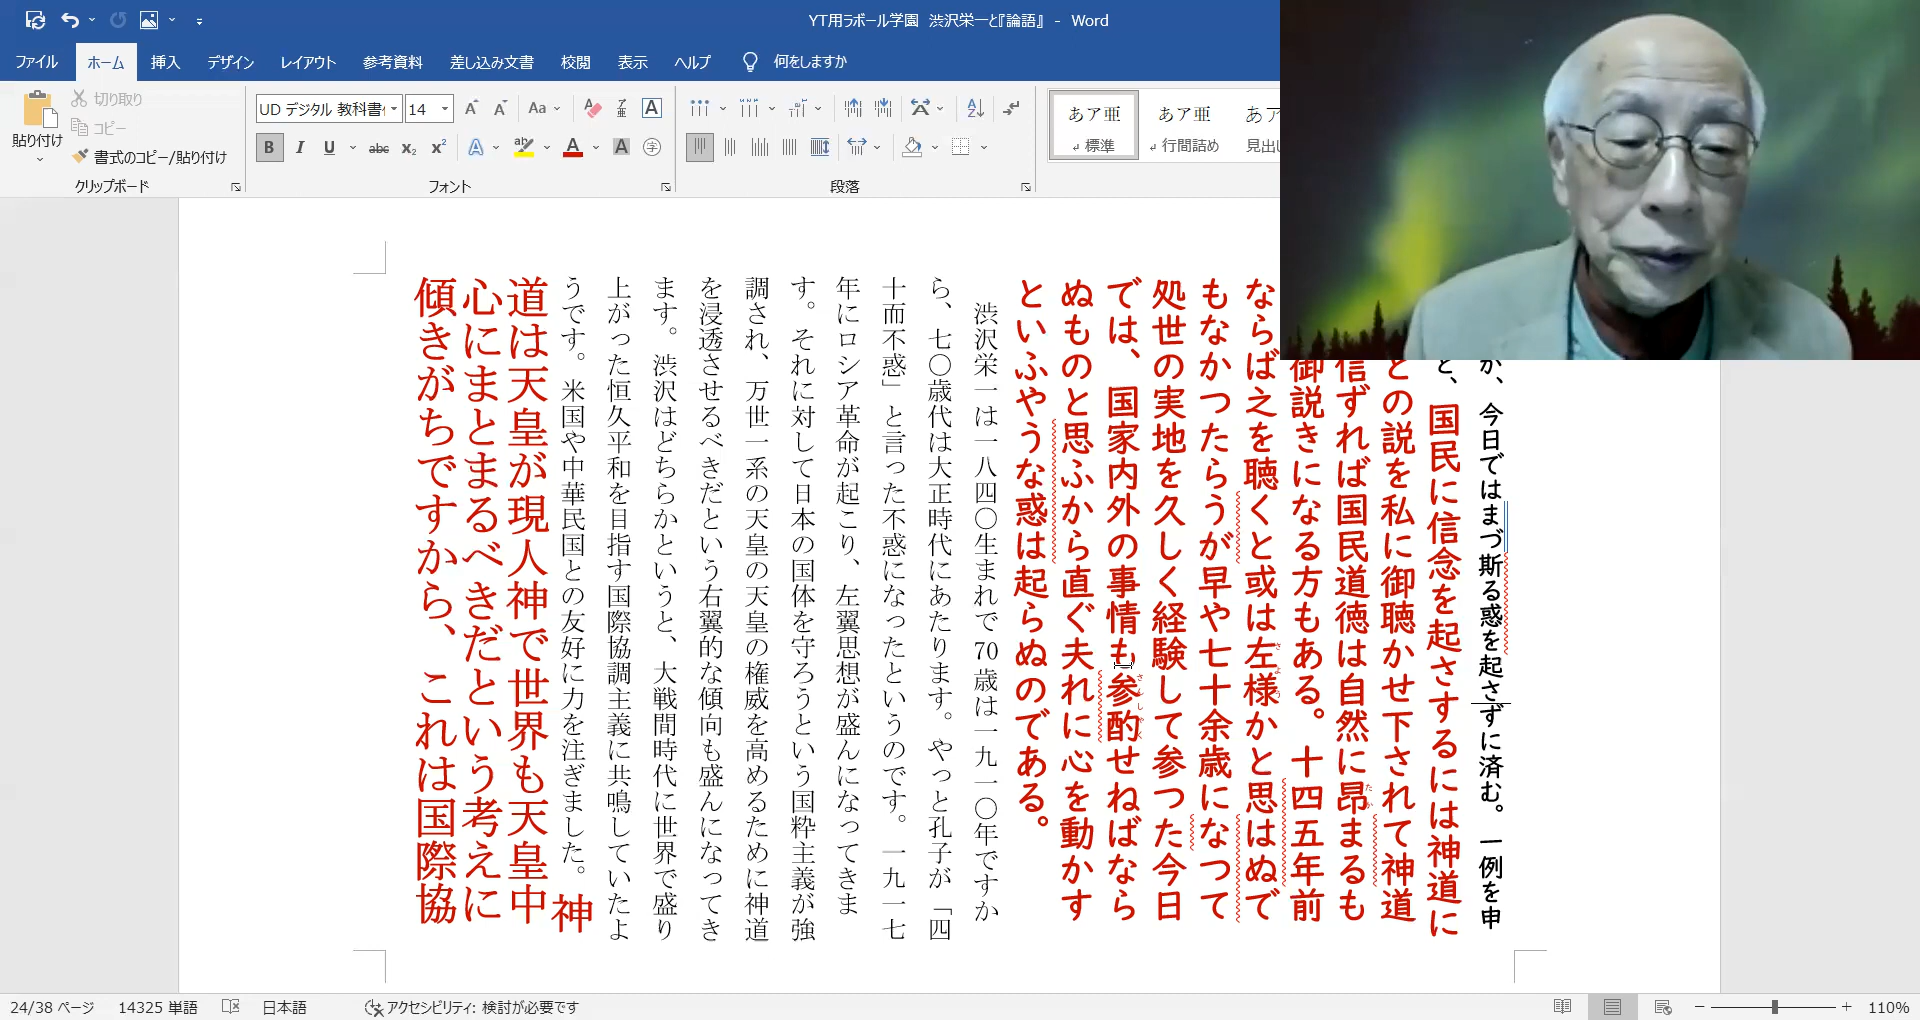 YT用ラボール学園　渋沢栄一と『論語』 - Word
ファイル
ホーム
挿入
デザイン
レイアウト
参考資料
差し込み文書
校閲
表示
ヘルプ
何をしますか
貼り付け
切り取り
コピー
書式のコピー/貼り付け
クリップボード
UD デジタル 教科書
14
フォント
段落
あア亜
標準
あア亜
行間詰め
あア
見出し
か、今日ではまづ斯る惑を起さずに済む。一例を申
と、国民に信念を起さするには神道に
との説を私に御聴かせ下されて神道
信ずれば国民道徳は自然に昂まるも
たか
御説きになる方もある。十四五年前
ならば之を聴くと或は左様かと思はぬで
さよう
もなかつたらうが早や七十余歳になつて
処世の実地を久しく経験して参つた今日
では、国家内外の事情も参酌せねばなら
さんしゃく
ぬものと思ふから直ぐ夫れに心を動かす
といふやうな惑は起らぬのである。
渋沢栄一は一八四〇生まれで70歳は一九一〇年ですか
ら、七〇歳代は大正時代にあたります。やっと孔子が「四
十而不惑」と言った不惑になったというのです。一九一七
年にロシア革命が起こり、左翼思想が盛んになってきま
す。それに対して日本の国体を守ろうという国粋主義が強
調され、万世一系の天皇の天皇の権威を高めるために神道
を浸透させるべきだという右翼的な傾向も盛んになってき
ます。渋沢はどちらかというと、大戦間時代に世界で盛り
上がった恒久平和を目指す国際協調主義に共鳴していたよ
うです。米国や中華民国との友好に力を注ぎました。神
道は天皇が現人神で世界も天皇中
心にまとまるべきだという考えに
傾きがちですから、これは国際協
24/38 ページ
14325 単語
日本語
アクセシビリティ: 検討が必要です
110%